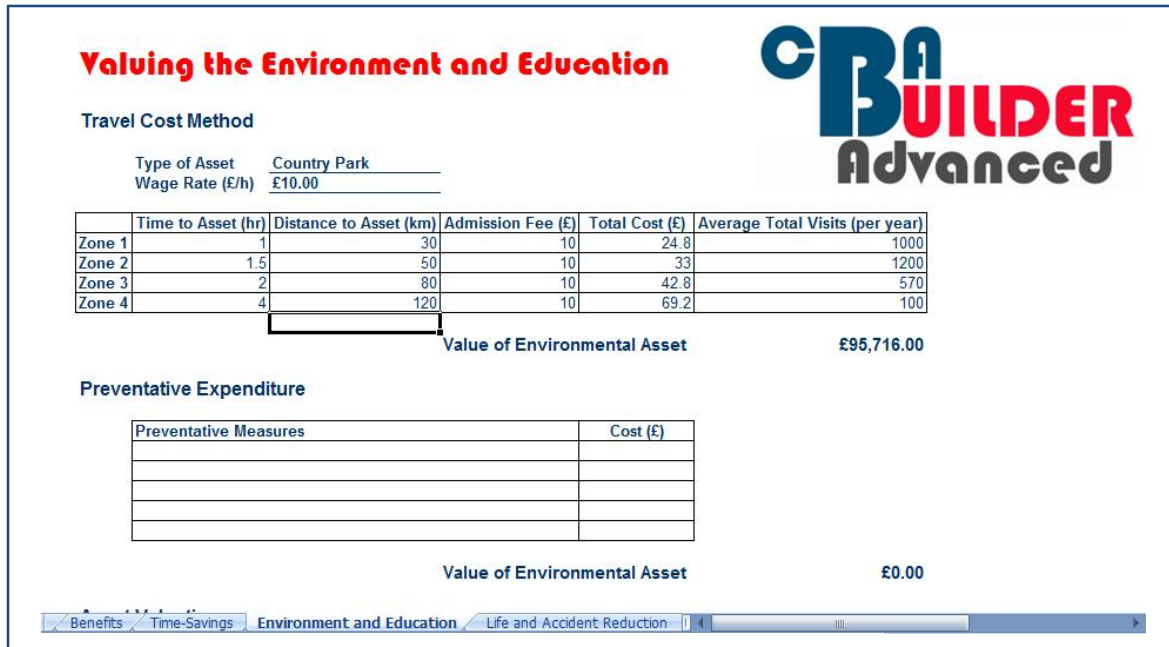 Valuing the Environment and Education
CBA
BUILDER
Advanced
Travel Cost Method
Type of Asset Country Park
Wage Rate (£/h) £10.00
Time to Asset (hr) Distance to Asset (km) Admission Fee (£) Total Cost (£) Average Total Visits (per year)
Zone 1 1 30 10 24.8 1000
Zone 2 1.5 50 10 33 1200
Zone 3 2 80 10 42.8 570
Zone 4 4 120 10 69.2 100
Value of Environmental Asset £95,716.00
Preventative Expenditure
Preventative Measures Cost (£)
Value of Environmental Asset £0.00
Benefits Time-Savings Environment and Education Life and Accident Reduction